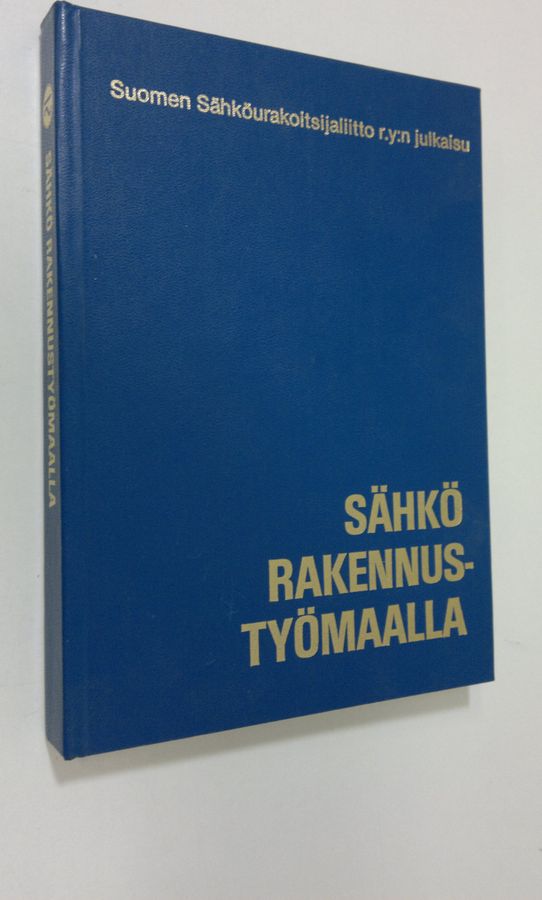 Suomen Sähköurakoitsijaliitto r.y:n julkaisu
SÄHKÖ
RAKENNUS-
TYÖMAALLA
SÄHKÖ RAKENNUSTYÖMAALLA